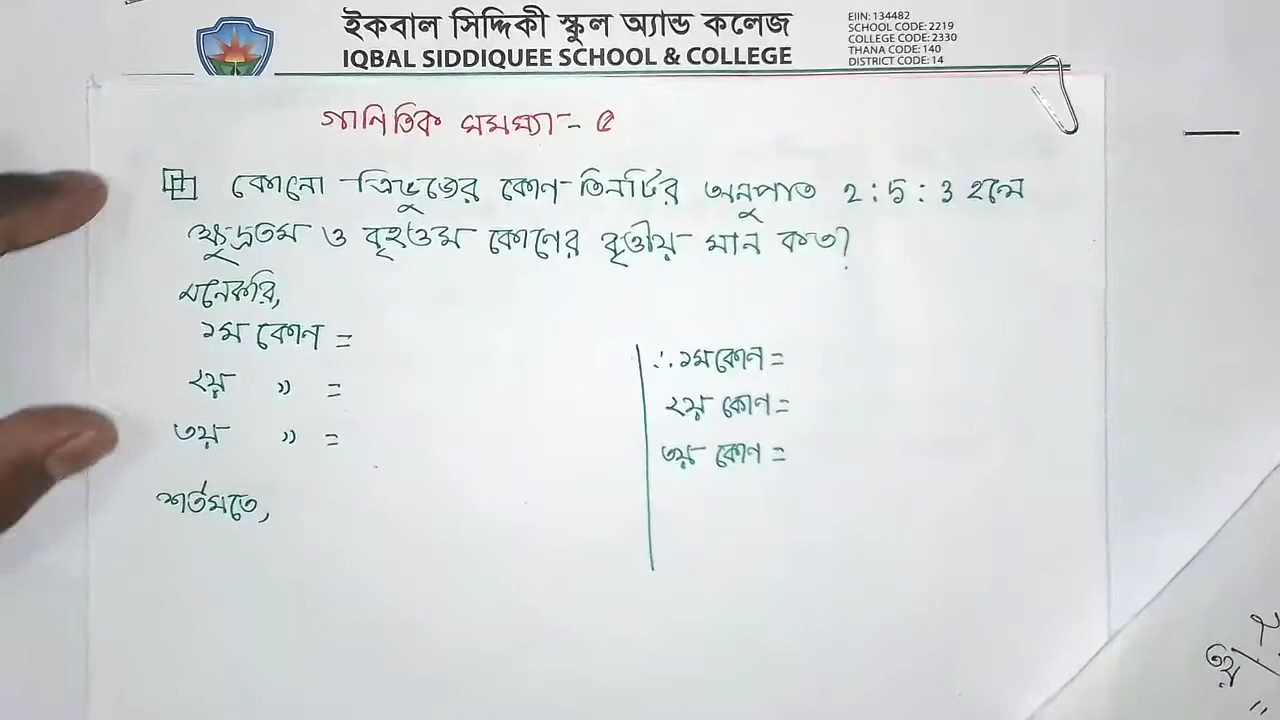 ইকবাল সিদ্দিকী স্কুল অ্যান্ড কলেজ
IQBAL SIDDIQUEE SCHOOL & COLLEGE
EIIN: 134482
SCHOOL CODE: 2219
COLLEGE CODE: 2330
THANA CODE: 140
DISTRICT CODE: 14
গাণিতিক সমস্যা - ৫
কোনো ত্রিভুজের কোন তিনটির অনুপাত 2 : 5 : 3 হলে
ক্ষুদ্রতম ও বৃহত্তম কোনের বৃত্তীয় মান কত?
মনেকরি,
১ম কোন =
২য় " =
৩য় " =
শর্তমতে,
∴ ১ম কোন =
২য় কোন =
৩য় কোন =
৩য়
"